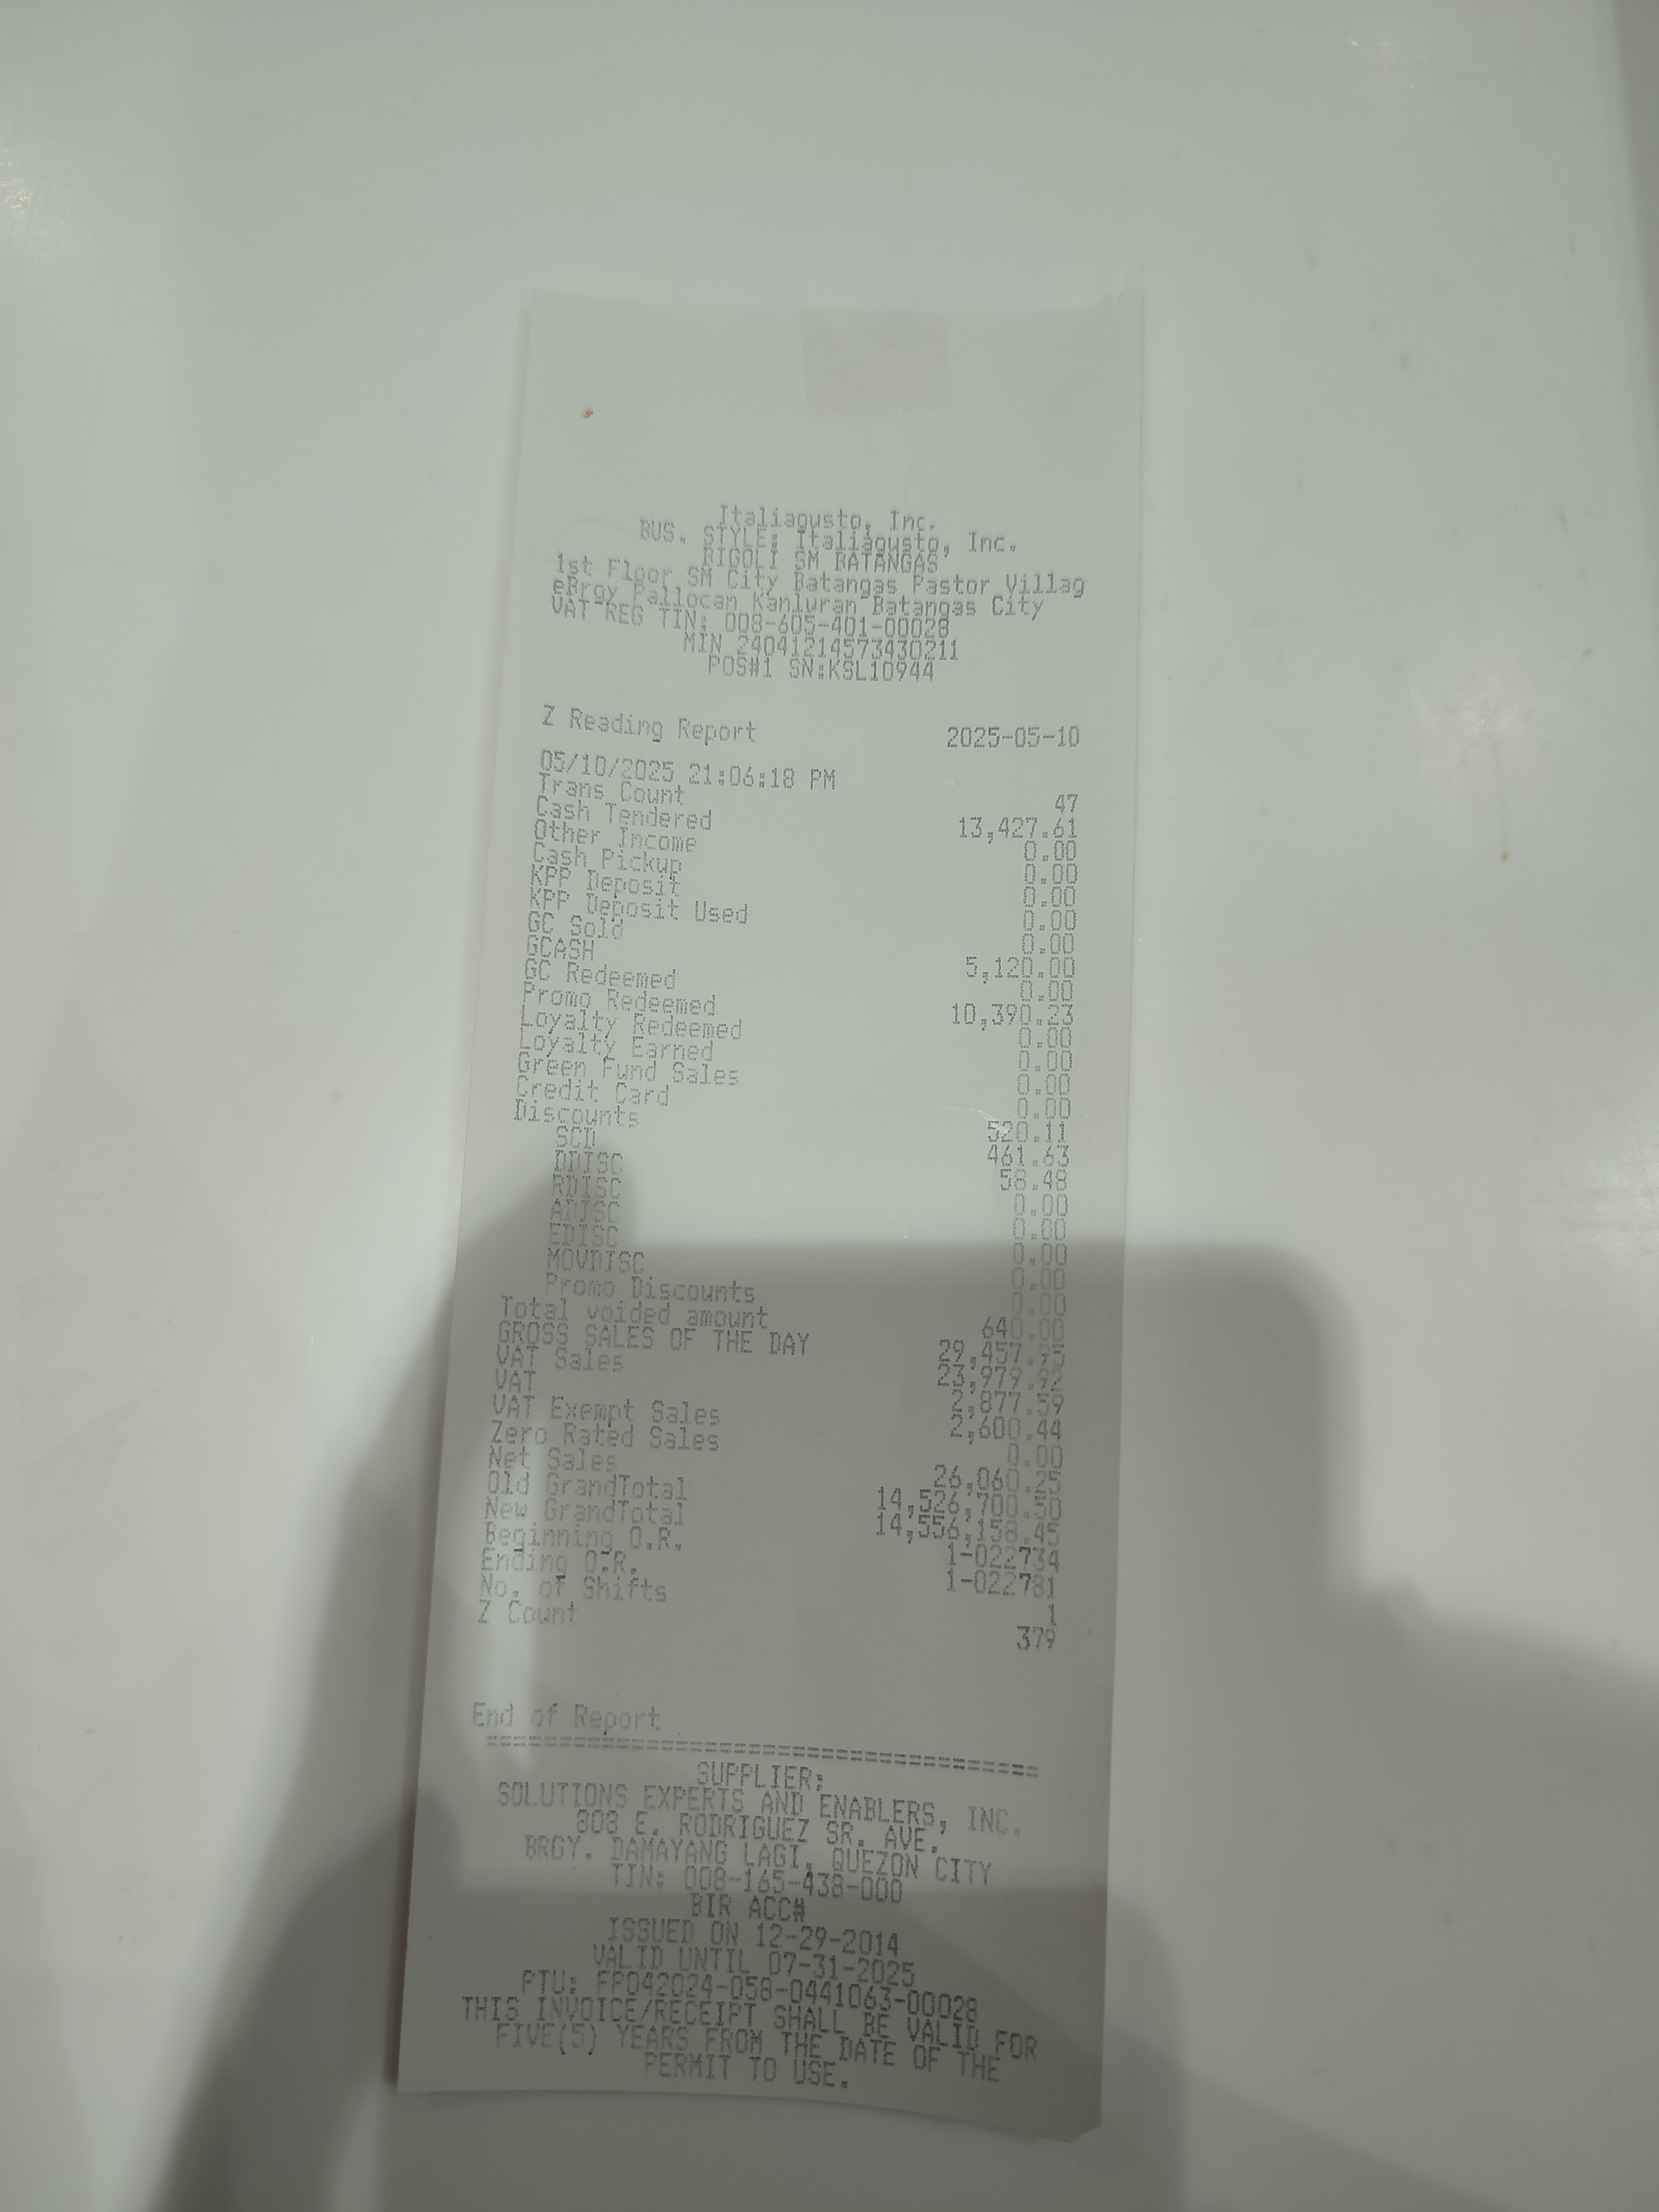 Italiagusto, Inc.
BUS. STYLE: Italiagusto, Inc.
BIGOLI SM BATANGAS
1st Floor SM City Batangas Pastor Villag
eBrgy Pallocan Kanluran Batangas City
VAT REG TIN: 008-605-401-00028
MIN 24041214573430211
POS#1 SN:KSL10944
Z Reading Report 2025-05-10
05/10/2025 21:06:18 PM
Trans Count 47
Cash Tendered 13,427.61
Other Income 0.00
Cash Pickup 0.00
KPP Deposit 0.00
KPP Deposit Used 0.00
GC Sold 0.00
GCASH 5,120.00
GC Redeemed 0.00
Promo Redeemed 10,390.23
Loyalty Redeemed 0.00
Loyalty Earned 0.00
Green Fund Sales 0.00
Credit Card 0.00
Discounts 520.11
SCD 461.63
DDISC 58.48
RDISC 0.00
ADISC 0.00
EDISC 0.00
MOVDISC 0.00
Promo Discounts 0.00
Total voided amount 640.00
GROSS SALES OF THE DAY 29,457.95
VAT Sales 23,979.92
VAT 2,877.59
VAT Exempt Sales 2,600.44
Zero Rated Sales 0.00
Net Sales 26,060.25
Old GrandTotal 14,526,700.50
New GrandTotal 14,556,158.45
Beginning O.R. 1-022734
Ending O.R. 1-022781
No. of Shifts 1
Z Count 379
End of Report
======================================
SUPPLIER:
SOLUTIONS EXPERTS AND ENABLERS, INC.
808 E. RODRIGUEZ SR. AVE.
BRGY. DAMAYANG LAGI, QUEZON CITY
TIN: 008-165-438-000
BIR ACC#
ISSUED ON 12-29-2014
VALID UNTIL 07-31-2025
PTU: FP042024-058-0441063-00028
THIS INVOICE/RECEIPT SHALL BE VALID FOR
FIVE(5) YEARS FROM THE DATE OF THE
PERMIT TO USE.